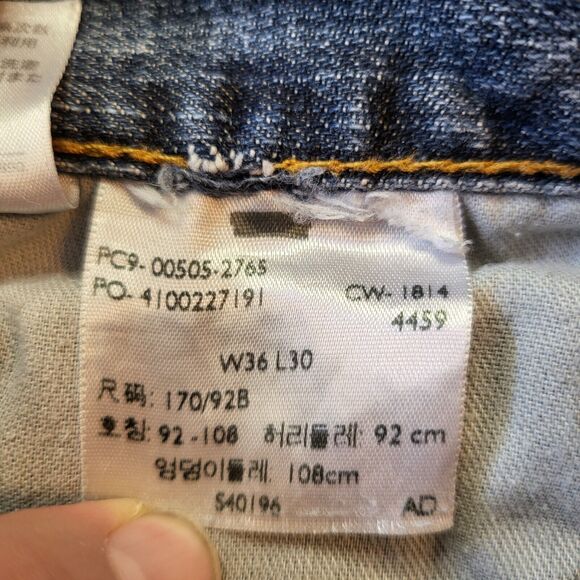 PC9- 00505-2765
PO- 4100227191
CW- 1814
4459
W36 L30
尺码: 170/92B
호칭: 92 -108 허리둘레: 92 cm
엉덩이둘레: 108cm
S40196 AD